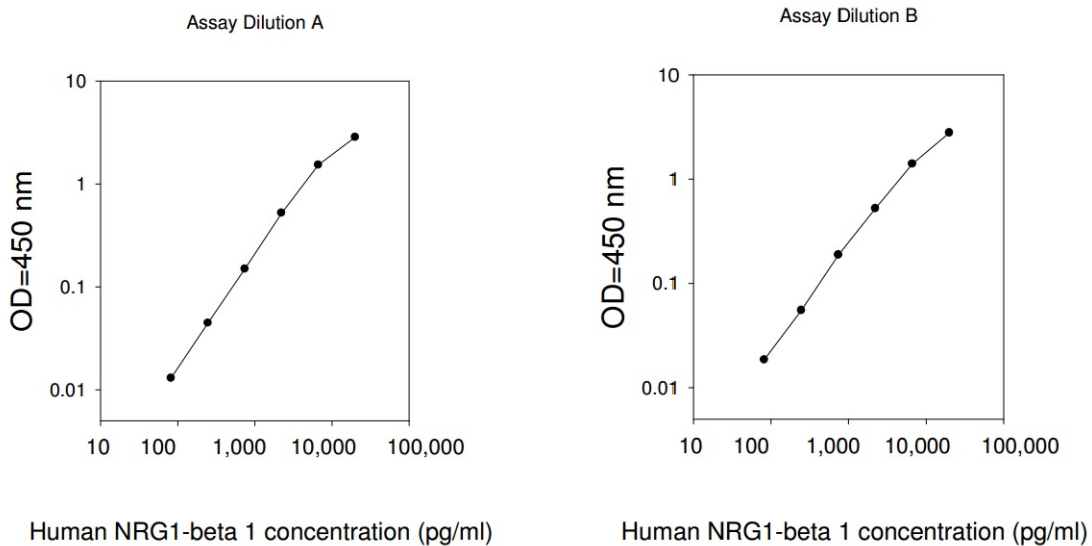 Assay Dilution A
10
1
0.1
0.01
OD=450 nm
10 100 1,000 10,000 100,000
Human NRG1-beta 1 concentration (pg/ml)
Assay Dilution B
10
1
0.1
0.01
OD=450 nm
10 100 1,000 10,000 100,000
Human NRG1-beta 1 concentration (pg/ml)